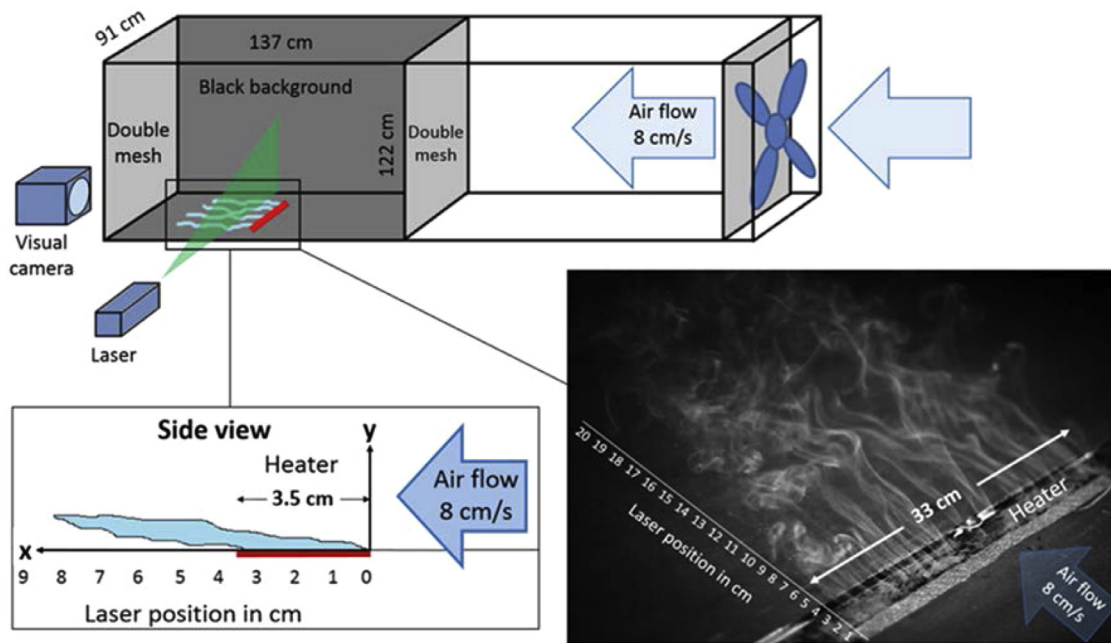 91 cm
137 cm
Black background
Double
mesh
122 cm
Double
mesh
Air flow
8 cm/s
Visual
camera
Laser
Side view
y
Heater
3.5 cm
Air flow
8 cm/s
x
9 8 7 6 5 4 3 2 1 0
Laser position in cm
20 19 18 17 16 15 14 13 12 11 10 9 8 7 6 5 4 3 2 1
Laser position in cm
33 cm
Heater
Air flow
8 cm/s